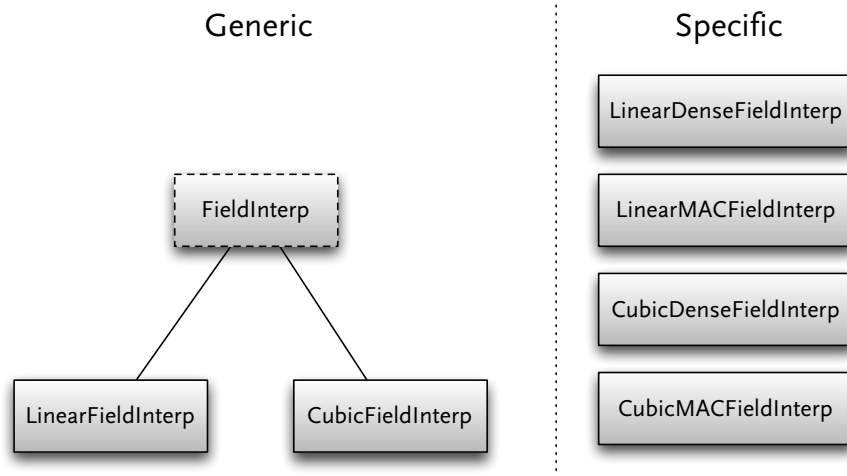 Generic
FieldInterp
LinearFieldInterp
CubicFieldInterp
Specific
LinearDenseFieldInterp
LinearMACFieldInterp
CubicDenseFieldInterp
CubicMACFieldInterp